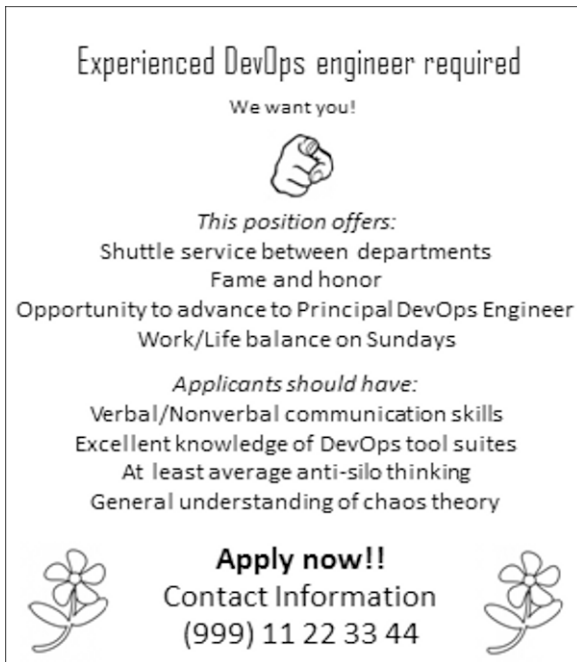 Experienced DevOps engineer required
We want you!
This position offers:
Shuttle service between departments
Fame and honor
Opportunity to advance to Principal DevOps Engineer
Work/Life balance on Sundays
Applicants should have:
Verbal/Nonverbal communication skills
Excellent knowledge of DevOps tool suites
At least average anti-silo thinking
General understanding of chaos theory
Apply now!!
Contact Information
(999) 11 22 33 44